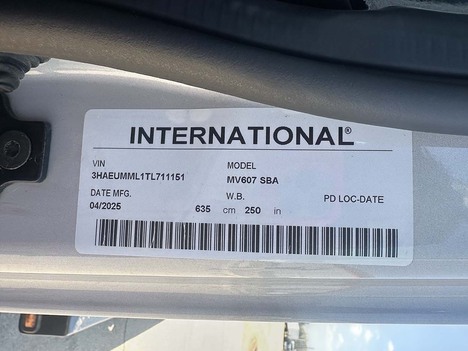 INTERNATIONAL®
VIN MODEL
3HAEUMML1TL711151 MV607 SBA
DATE MFG. W.B. PD LOC-DATE
04/2025 635 cm 250 in